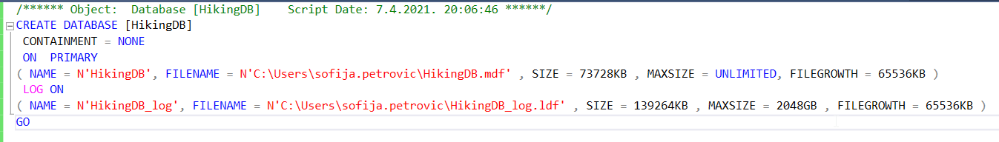 /****** Object:  Database [HikingDB]    Script Date: 7.4.2021. 20:06:46 ******/
CREATE DATABASE [HikingDB]
 CONTAINMENT = NONE
 ON  PRIMARY
( NAME = N'HikingDB', FILENAME = N'C:\Users\sofija.petrovic\HikingDB.mdf' , SIZE = 73728KB , MAXSIZE = UNLIMITED, FILEGROWTH = 65536KB )
 LOG ON
( NAME = N'HikingDB_log', FILENAME = N'C:\Users\sofija.petrovic\HikingDB_log.ldf' , SIZE = 139264KB , MAXSIZE = 2048GB , FILEGROWTH = 65536KB )
GO